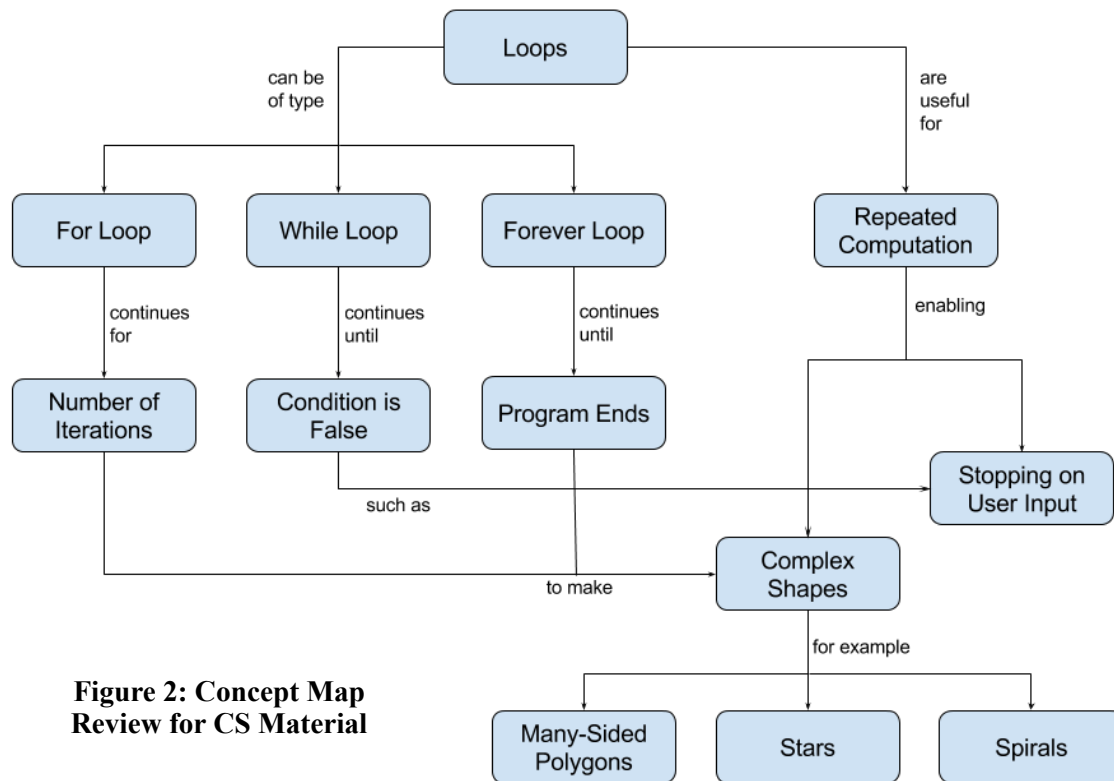 Loops
can be
of type
are
useful
for
For Loop
While Loop
Forever Loop
Repeated
Computation
continues
for
continues
until
continues
until
enabling
Number of
Iterations
Condition is
False
Program Ends
Stopping on
User Input
such as
Complex
Shapes
to make
for example
Many-Sided
Polygons
Stars
Spirals
Figure 2: Concept Map
Review for CS Material